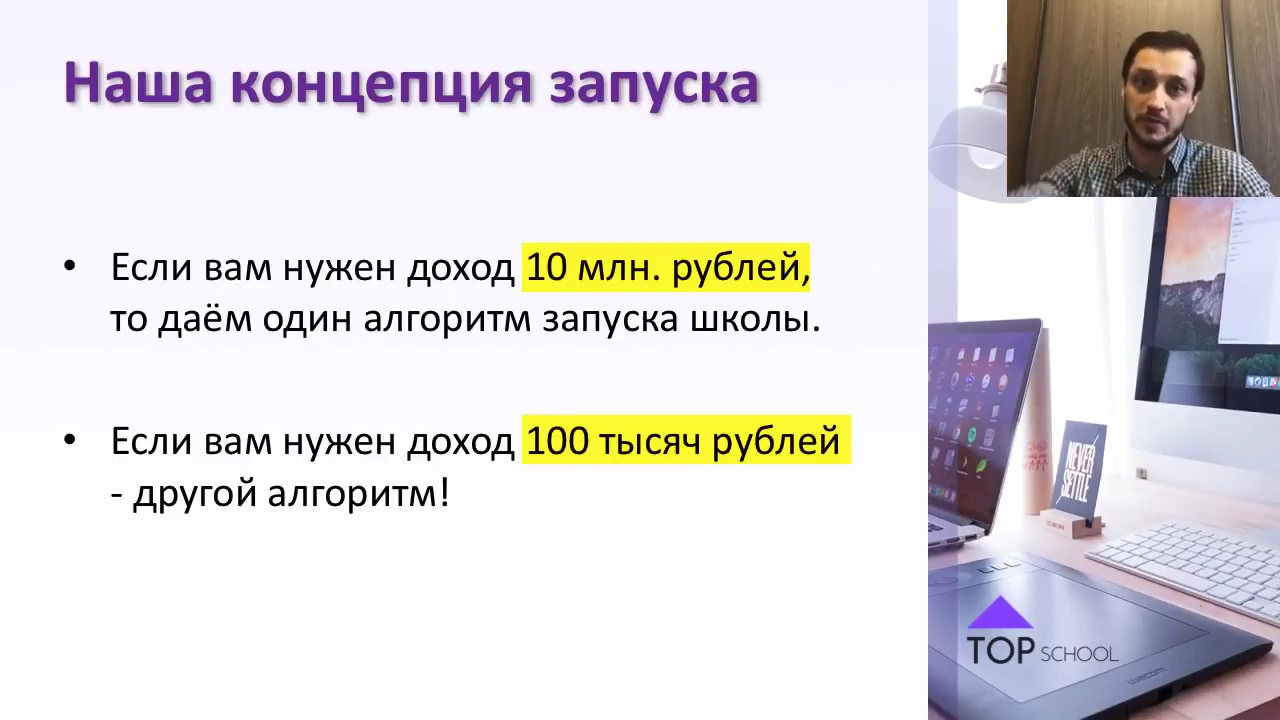 Наша концепция запуска
• Если вам нужен доход 10 млн. рублей,
то даём один алгоритм запуска школы.
• Если вам нужен доход 100 тысяч рублей
- другой алгоритм!
NEVER
SETTLE
TOP SCHOOL
wacom